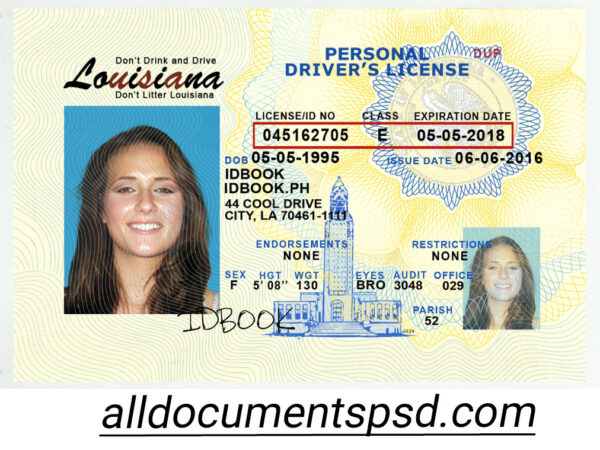 Don't Drink and Drive
Louisiana
Don't Litter Louisiana
PERSONAL
DRIVER'S LICENSE
DUP
LICENSE/ID NO CLASS EXPIRATION DATE
045162705 E 05-05-2018
DOB 05-05-1995 ISSUE DATE 06-06-2016
IDBOOK
IDBOOK.PH
44 COOL DRIVE
CITY, LA 70461-1111
ENDORSEMENTS RESTRICTIONS
NONE NONE
SEX HGT WGT EYES AUDIT OFFICE
F 5' 08" 130 BRO 3048 029
PARISH
52
IDBOOK
alldocumentspsd.com